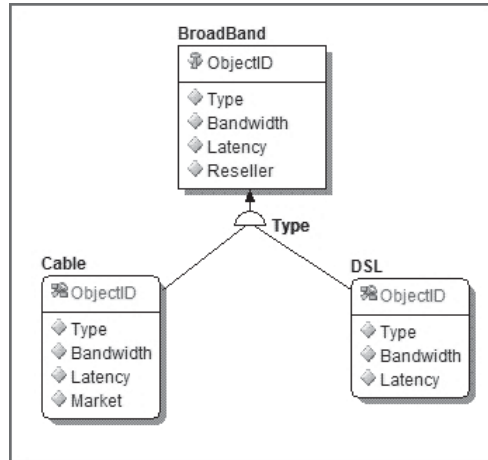 BroadBand
ObjectID
Type
Bandwidth
Latency
Reseller
Type
Cable
ObjectID
Type
Bandwidth
Latency
Market
DSL
ObjectID
Type
Bandwidth
Latency